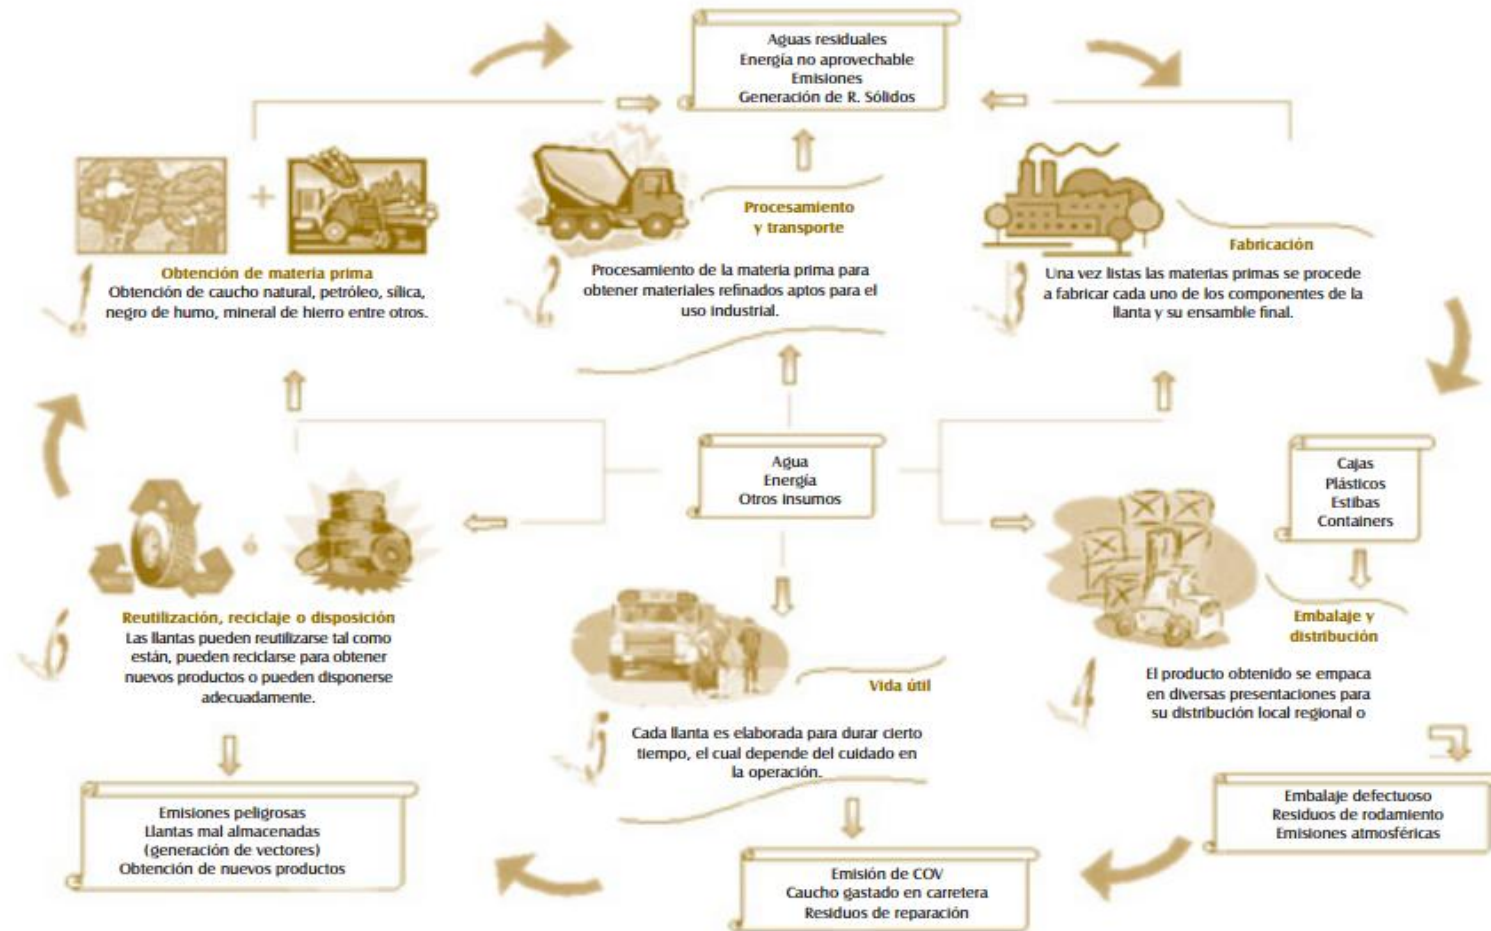 Aguas residuales
Energía no aprovechable
Emisiones
Generación de R. Sólidos
1
Obtención de materia prima
Obtención de caucho natural, petróleo, sílica,
negro de humo, mineral de hierro entre otros.
2
Procesamiento
y transporte
Procesamiento de la materia prima para
obtener materiales refinados aptos para el
uso industrial.
3
Fabricación
Una vez listas las materias primas se procede
a fabricar cada uno de los componentes de la
llanta y su ensamble final.
Agua
Energía
Otros insumos
Cajas
Plásticos
Estibas
Containers
4
Embalaje y
distribución
El producto obtenido se empaca
en diversas presentaciones para
su distribución local regional o
Embalaje defectuoso
Residuos de rodamiento
Emisiones atmosféricas
5
Vida útil
Cada llanta es elaborada para durar cierto
tiempo, el cual depende del cuidado en
la operación.
Emisión de COV
Caucho gastado en carretera
Residuos de reparación
ó
6
Reutilización, reciclaje o disposición
Las llantas pueden reutilizarse tal como
están, pueden reciclarse para obtener
nuevos productos o pueden disponerse
adecuadamente.
Emisiones peligrosas
Llantas mal almacenadas
(generación de vectores)
Obtención de nuevos productos